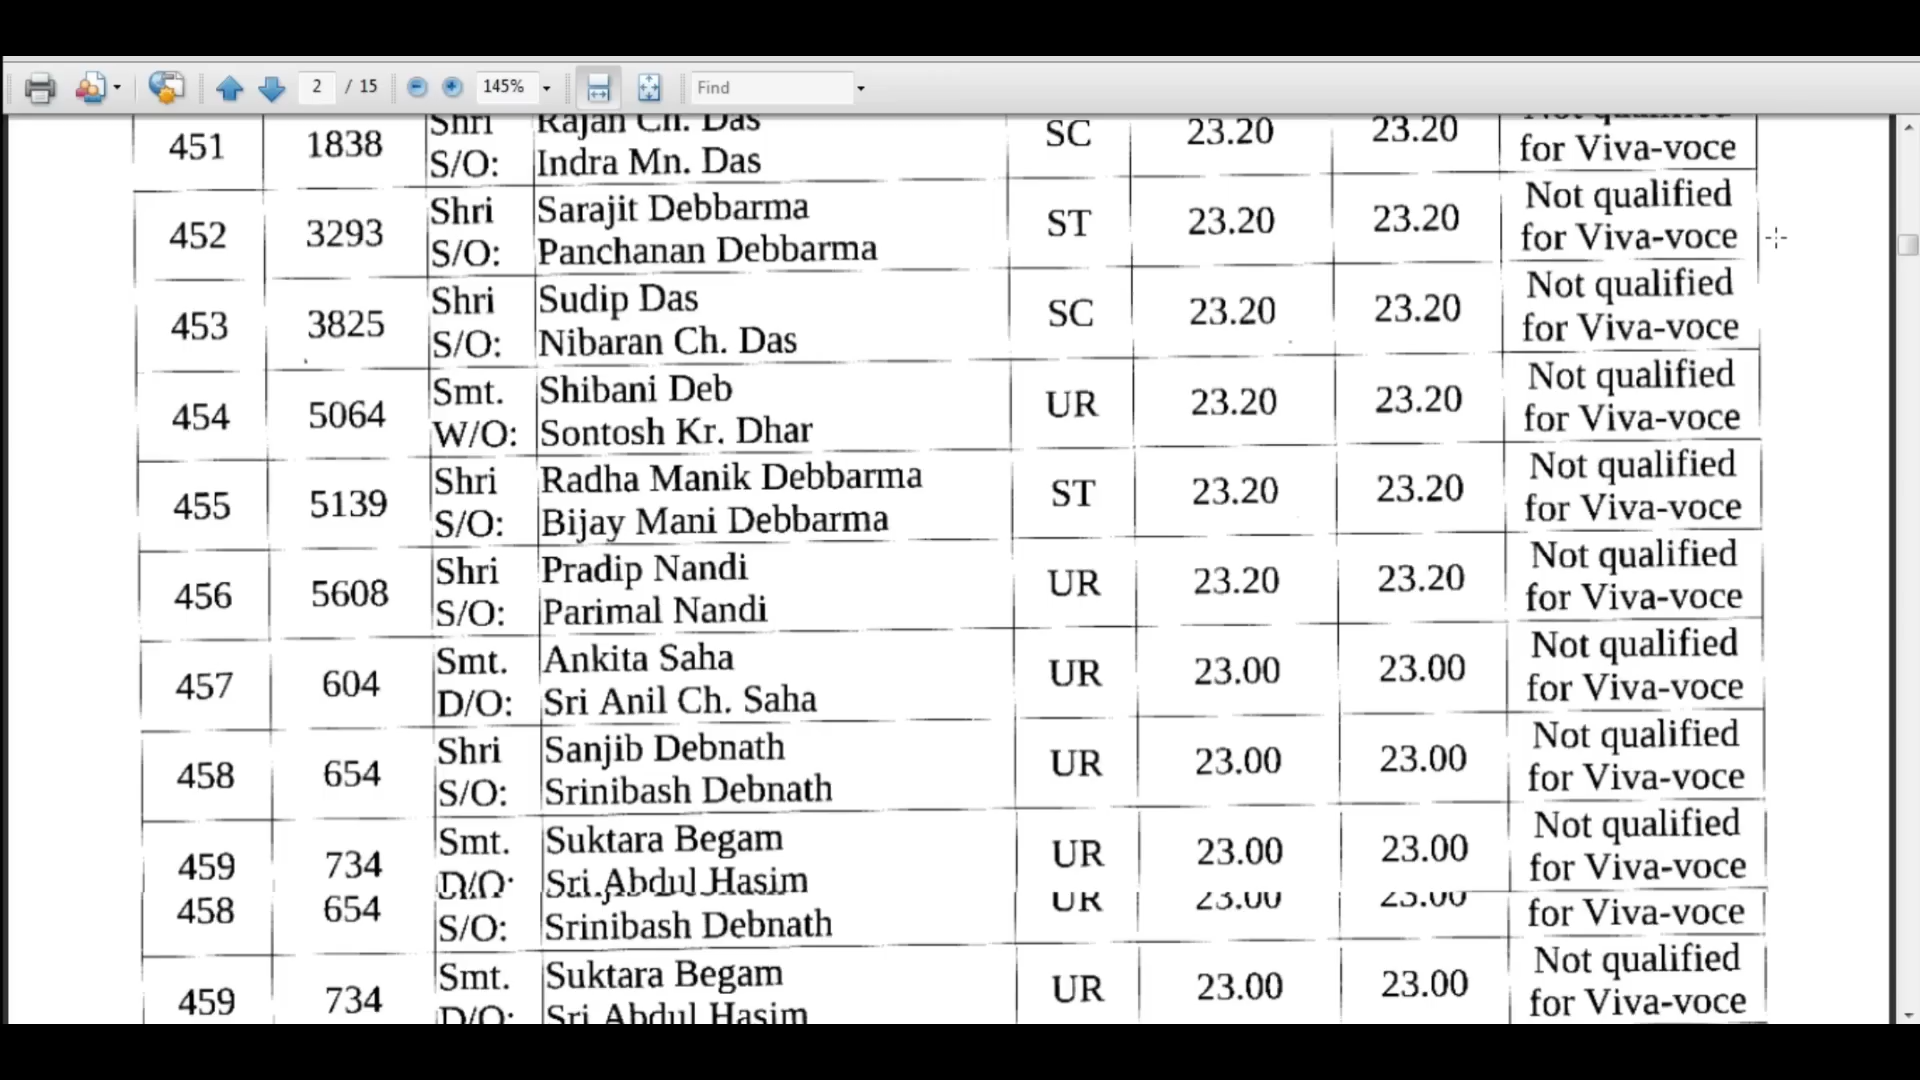 2 / 15 145% Find
451 1838 Shri Rajan Ch. Das SC 23.20 23.20 Not qualified
S/O: Indra Mn. Das for Viva-voce
452 3293 Shri Sarajit Debbarma ST 23.20 23.20 Not qualified
S/O: Panchanan Debbarma for Viva-voce
453 3825 Shri Sudip Das SC 23.20 23.20 Not qualified
S/O: Nibaran Ch. Das for Viva-voce
454 5064 Smt. Shibani Deb UR 23.20 23.20 Not qualified
W/O: Sontosh Kr. Dhar for Viva-voce
455 5139 Shri Radha Manik Debbarma ST 23.20 23.20 Not qualified
S/O: Bijay Mani Debbarma for Viva-voce
456 5608 Shri Pradip Nandi UR 23.20 23.20 Not qualified
S/O: Parimal Nandi for Viva-voce
457 604 Smt. Ankita Saha UR 23.00 23.00 Not qualified
D/O: Sri Anil Ch. Saha for Viva-voce
458 654 Shri Sanjib Debnath UR 23.00 23.00 Not qualified
S/O: Srinibash Debnath for Viva-voce
459 734 Smt. Suktara Begam UR 23.00 23.00 Not qualified
D/O: Sri Abdul Hasim for Viva-voce
458 654 S/O: Srinibash Debnath UR 23.00 23.00 for Viva-voce
459 734 Smt. Suktara Begam UR 23.00 23.00 Not qualified
D/O: Sri Abdul Hasim for Viva-voce